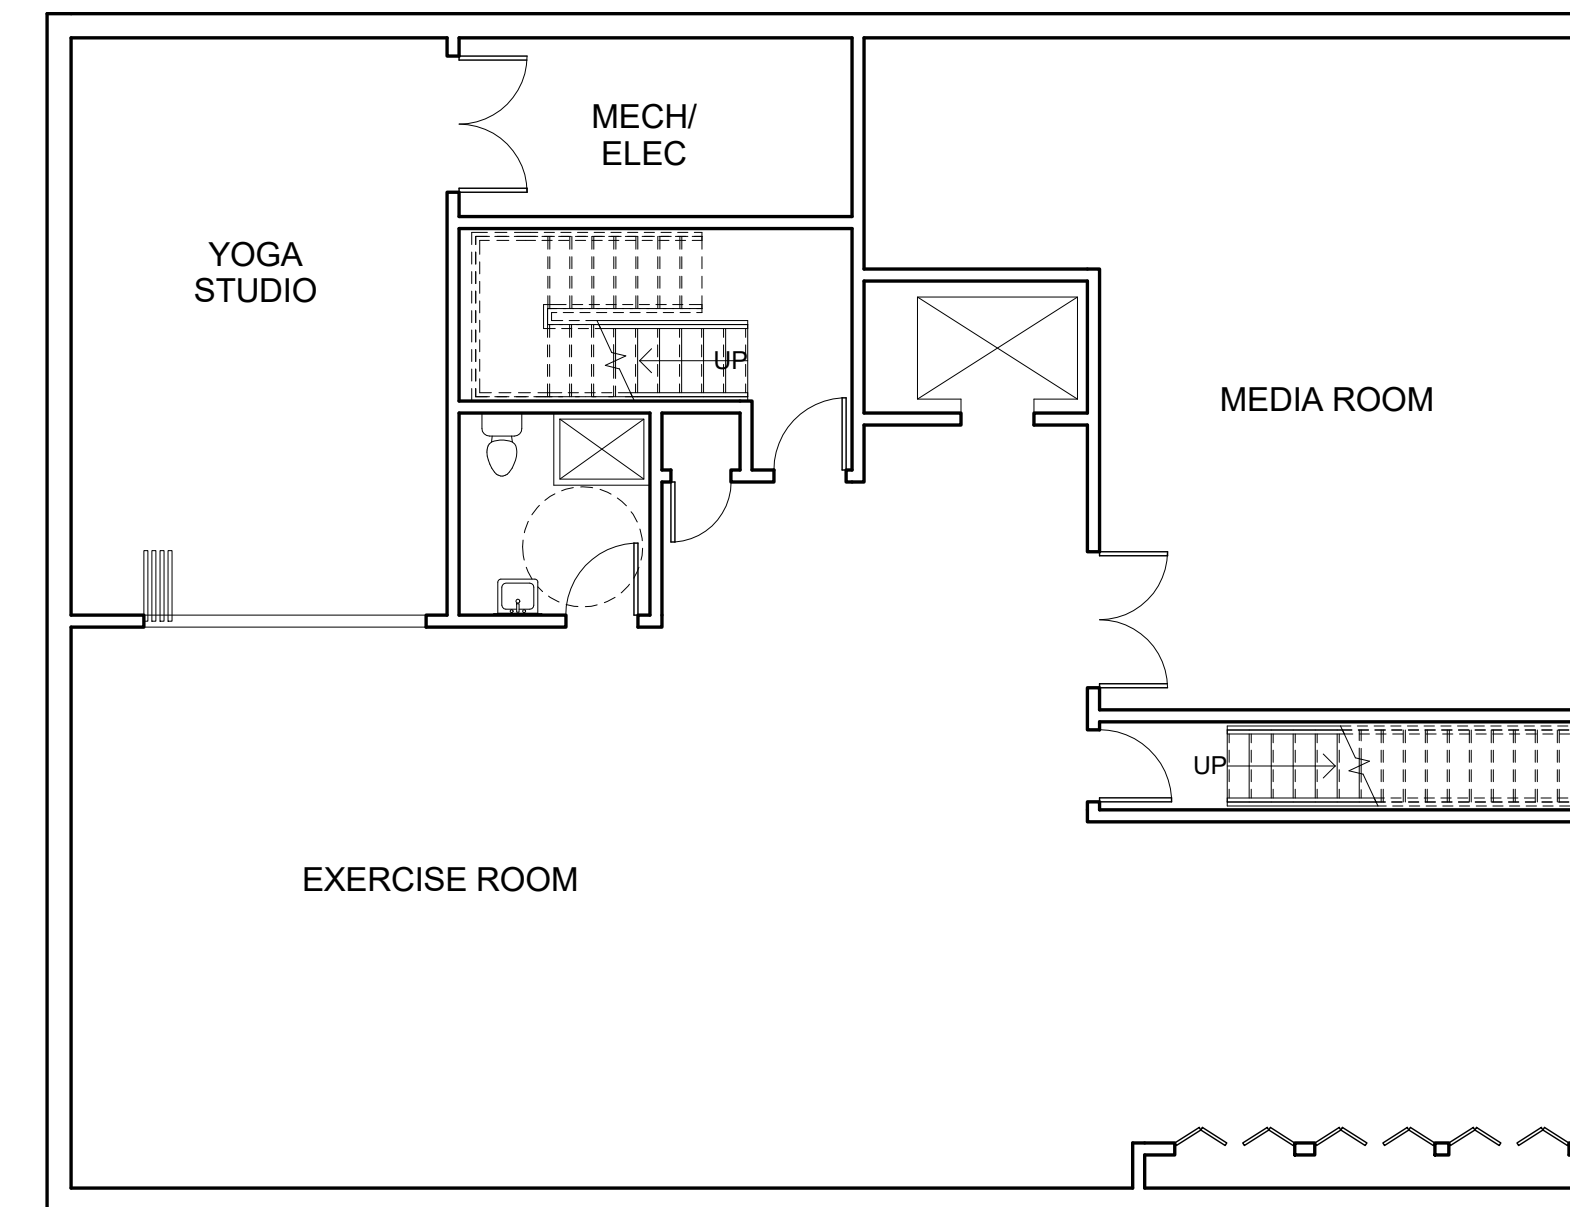 MECH/
ELEC
YOGA
STUDIO
UP
MEDIA ROOM
UP
EXERCISE ROOM